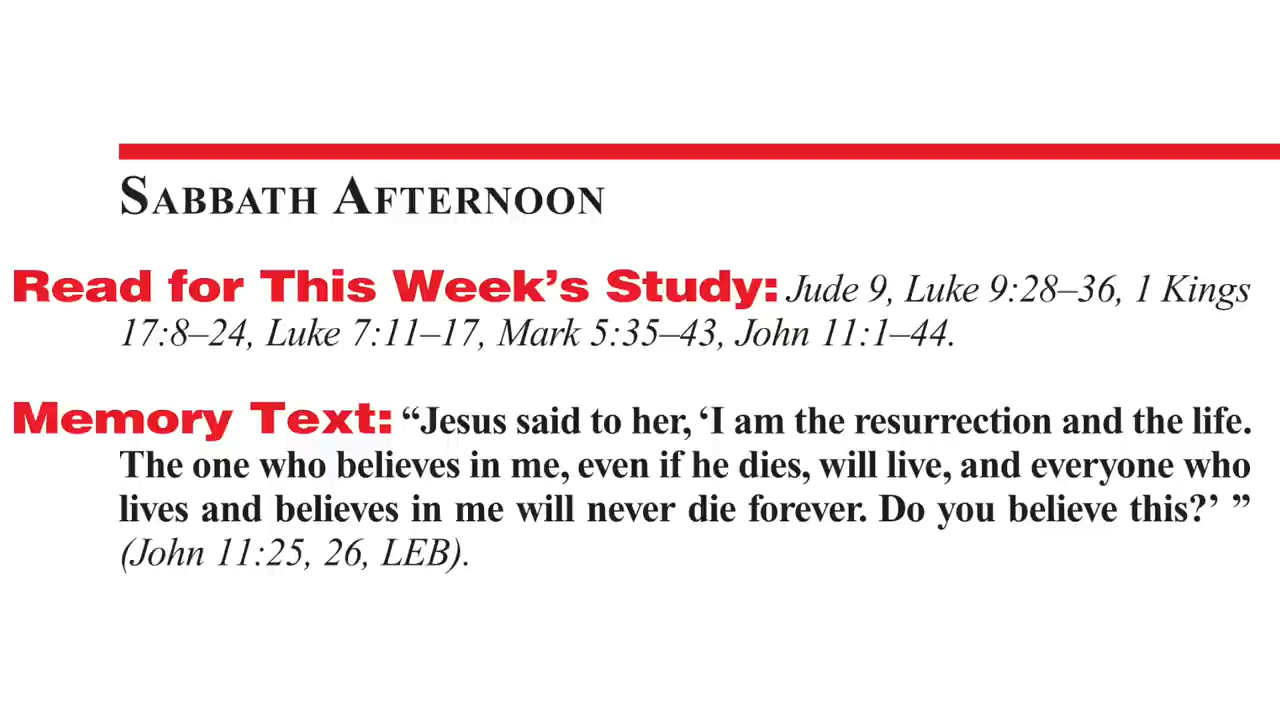 SABBATH AFTERNOON
Read for This Week’s Study: Jude 9, Luke 9:28–36, 1 Kings
17:8–24, Luke 7:11–17, Mark 5:35–43, John 11:1–44.
Memory Text: “Jesus said to her, ‘I am the resurrection and the life.
The one who believes in me, even if he dies, will live, and everyone who
lives and believes in me will never die forever. Do you believe this?’ ”
(John 11:25, 26, LEB).